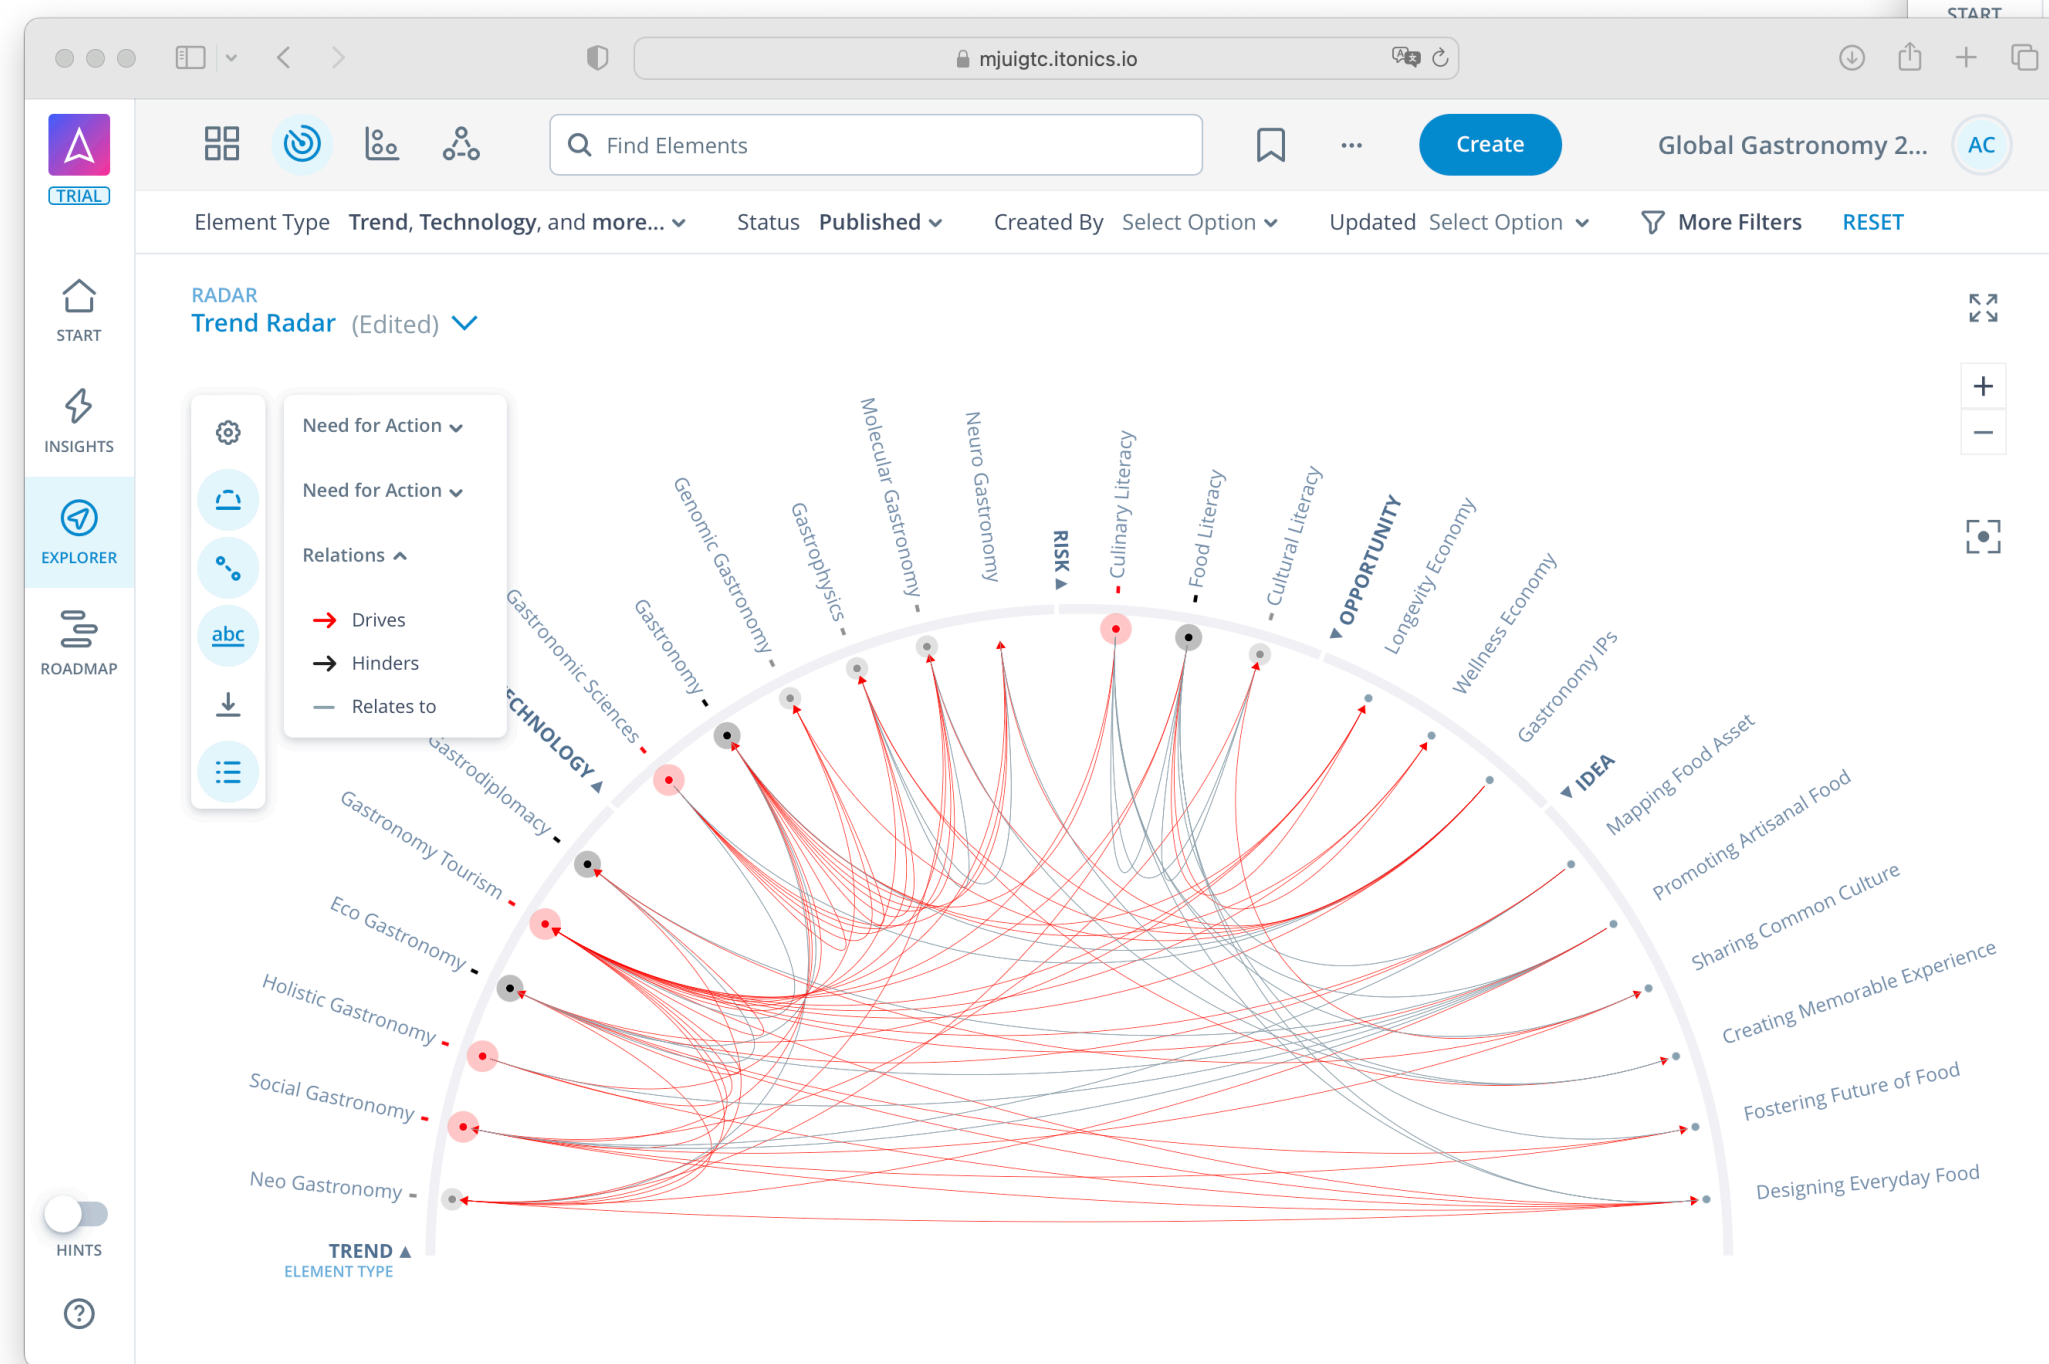 START
mjuigtc.itonics.io
TRIAL
Find Elements
Create
Global Gastronomy 2...
AC
Element Type Trend, Technology, and more...
Status Published
Created By Select Option
Updated Select Option
More Filters
RESET
START
INSIGHTS
EXPLORER
ROADMAP
HINTS
RADAR
Trend Radar (Edited)
abc
Need for Action
Need for Action
Relations
Drives
Hinders
Relates to
TREND ▲
ELEMENT TYPE
Neo Gastronomy
Social Gastronomy
Holistic Gastronomy
Eco Gastronomy
Gastronomy Tourism
Gastrodiplomacy
ECHNOLOGY ▲
Gastronomic Sciences
Gastronomy
Genomic Gastronomy
Gastrophysics
Molecular Gastronomy
Neuro Gastronomy
RISK ▼
Culinary Literacy
Food Literacy
Cultural Literacy
▼ OPPORTUNITY
Longevity Economy
Wellness Economy
Gastronomy IPs
▼ IDEA
Mapping Food Asset
Promoting Artisanal Food
Sharing Common Culture
Creating Memorable Experience
Fostering Future of Food
Designing Everyday Food